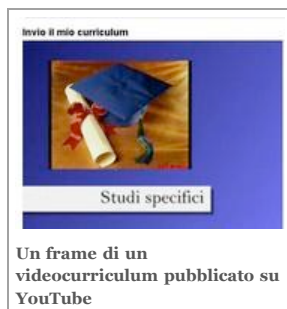 Invio il mio curriculum
Studi specifici
Un frame di un
videocurriculum pubblicato su
YouTube